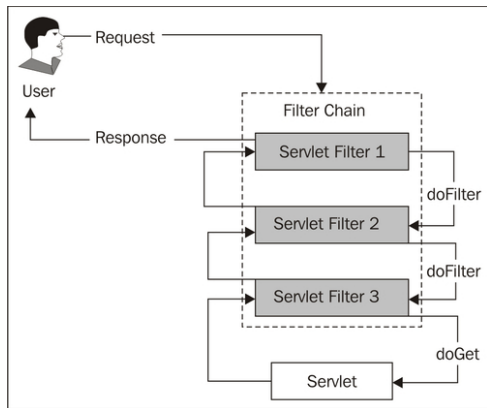 Request
User
Filter Chain
Response
Servlet Filter 1
doFilter
Servlet Filter 2
doFilter
Servlet Filter 3
doGet
Servlet